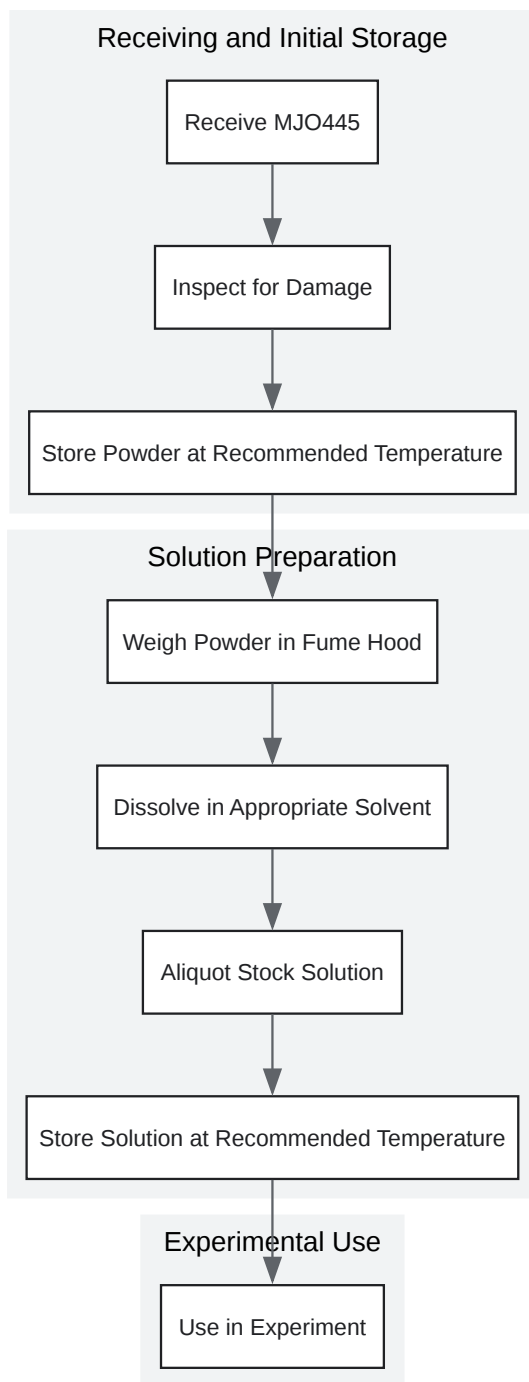 Receiving and Initial Storage
Receive MJO445
Inspect for Damage
Store Powder at Recommended Temperature
Solution Preparation
Weigh Powder in Fume Hood
Dissolve in Appropriate Solvent
Aliquot Stock Solution
Store Solution at Recommended Temperature
Experimental Use
Use in Experiment